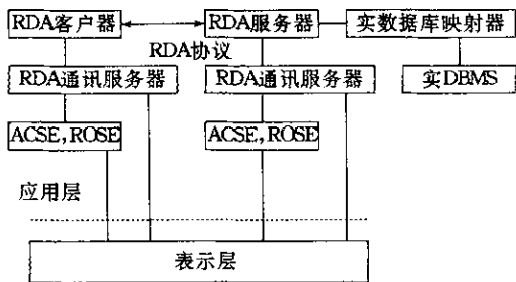 RDA客户器
RDA服务器
实数据库映射器
RDA协议
RDA通讯服务器
RDA通讯服务器
实DBMS
ACSE, ROSE
ACSE, ROSE
应用层
表示层